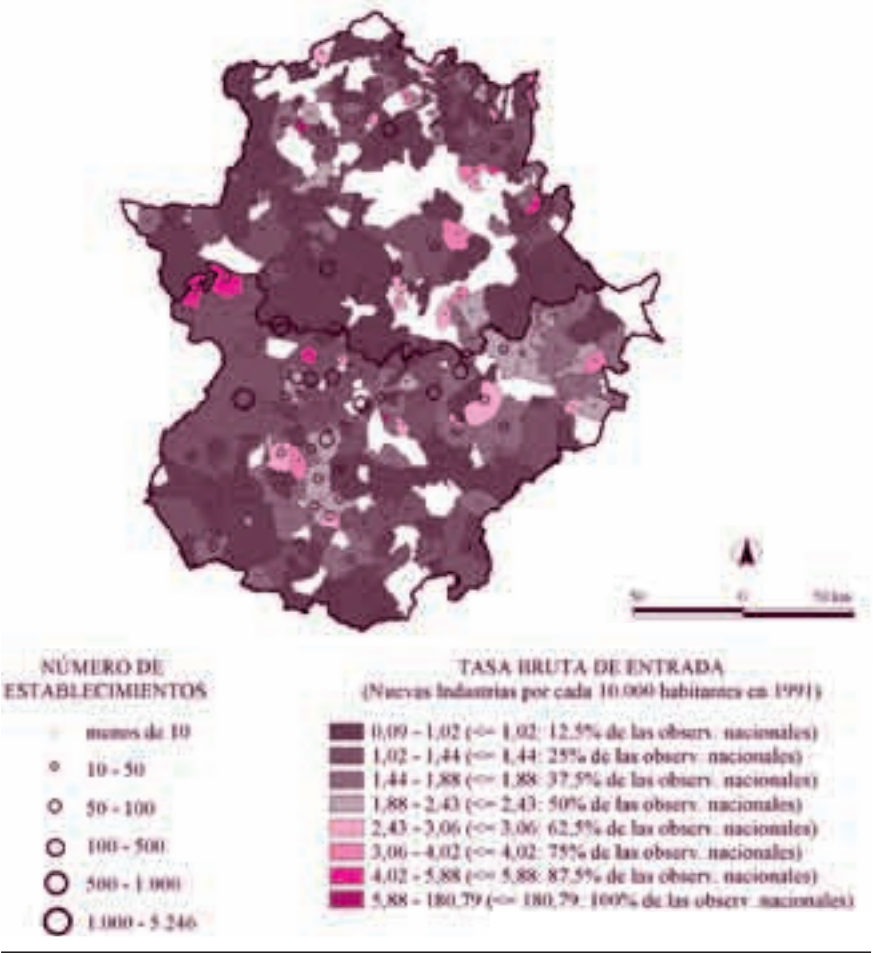 50 0 50 km
NÚMERO DE
ESTABLECIMIENTOS
menos de 10
10 - 50
50 - 100
100 - 500
500 - 1.000
1.000 - 5.246
TASA BRUTA DE ENTRADA
(Nuevas Industrias por cada 10.000 habitantes en 1991)
0,09 - 1,02 (<= 1,02: 12.5% de las observ. nacionales)
1,02 - 1,44 (<= 1,44: 25% de las observ. nacionales)
1,44 - 1,88 (<= 1,88: 37.5% de las observ. nacionales)
1,88 - 2,43 (<= 2,43: 50% de las observ. nacionales)
2,43 - 3,06 (<= 3,06: 62.5% de las observ. nacionales)
3,06 - 4,02 (<= 4,02: 75% de las observ. nacionales)
4,02 - 5,88 (<= 5,88: 87.5% de las observ. nacionales)
5,88 - 180,79 (<= 180,79: 100% de las observ. nacionales)